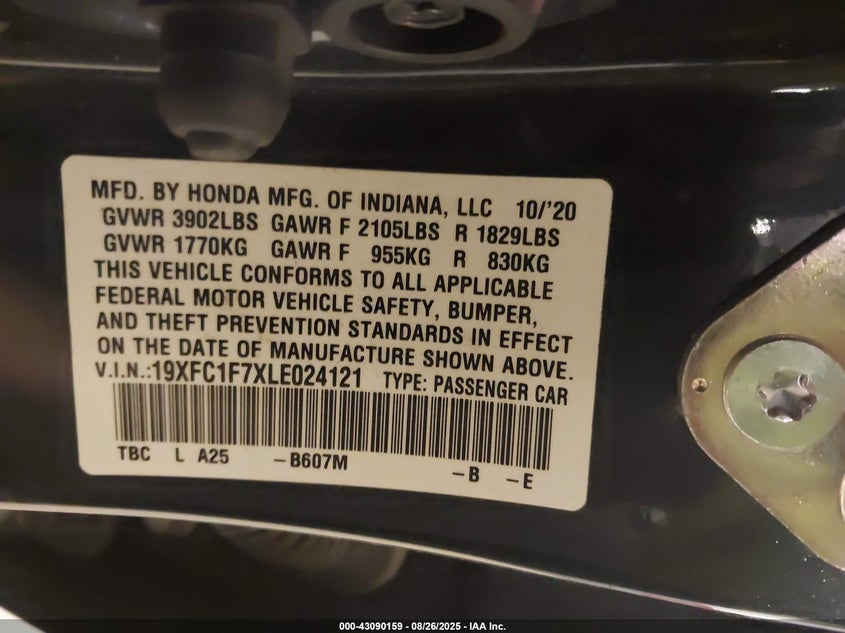 MFD. BY HONDA MFG. OF INDIANA, LLC 10/'20
GVWR 3902LBS GAWR F 2105LBS R 1829LBS
GVWR 1770KG GAWR F 955KG R 830KG
THIS VEHICLE CONFORMS TO ALL APPLICABLE
FEDERAL MOTOR VEHICLE SAFETY, BUMPER,
AND THEFT PREVENTION STANDARDS IN EFFECT
ON THE DATE OF MANUFACTURE SHOWN ABOVE.
V.I.N.:19XFC1F7XLE024121 TYPE: PASSENGER CAR
TBC L A25 -B607M -B -E
000-43090159 - 08/26/2025 - IAA Inc.